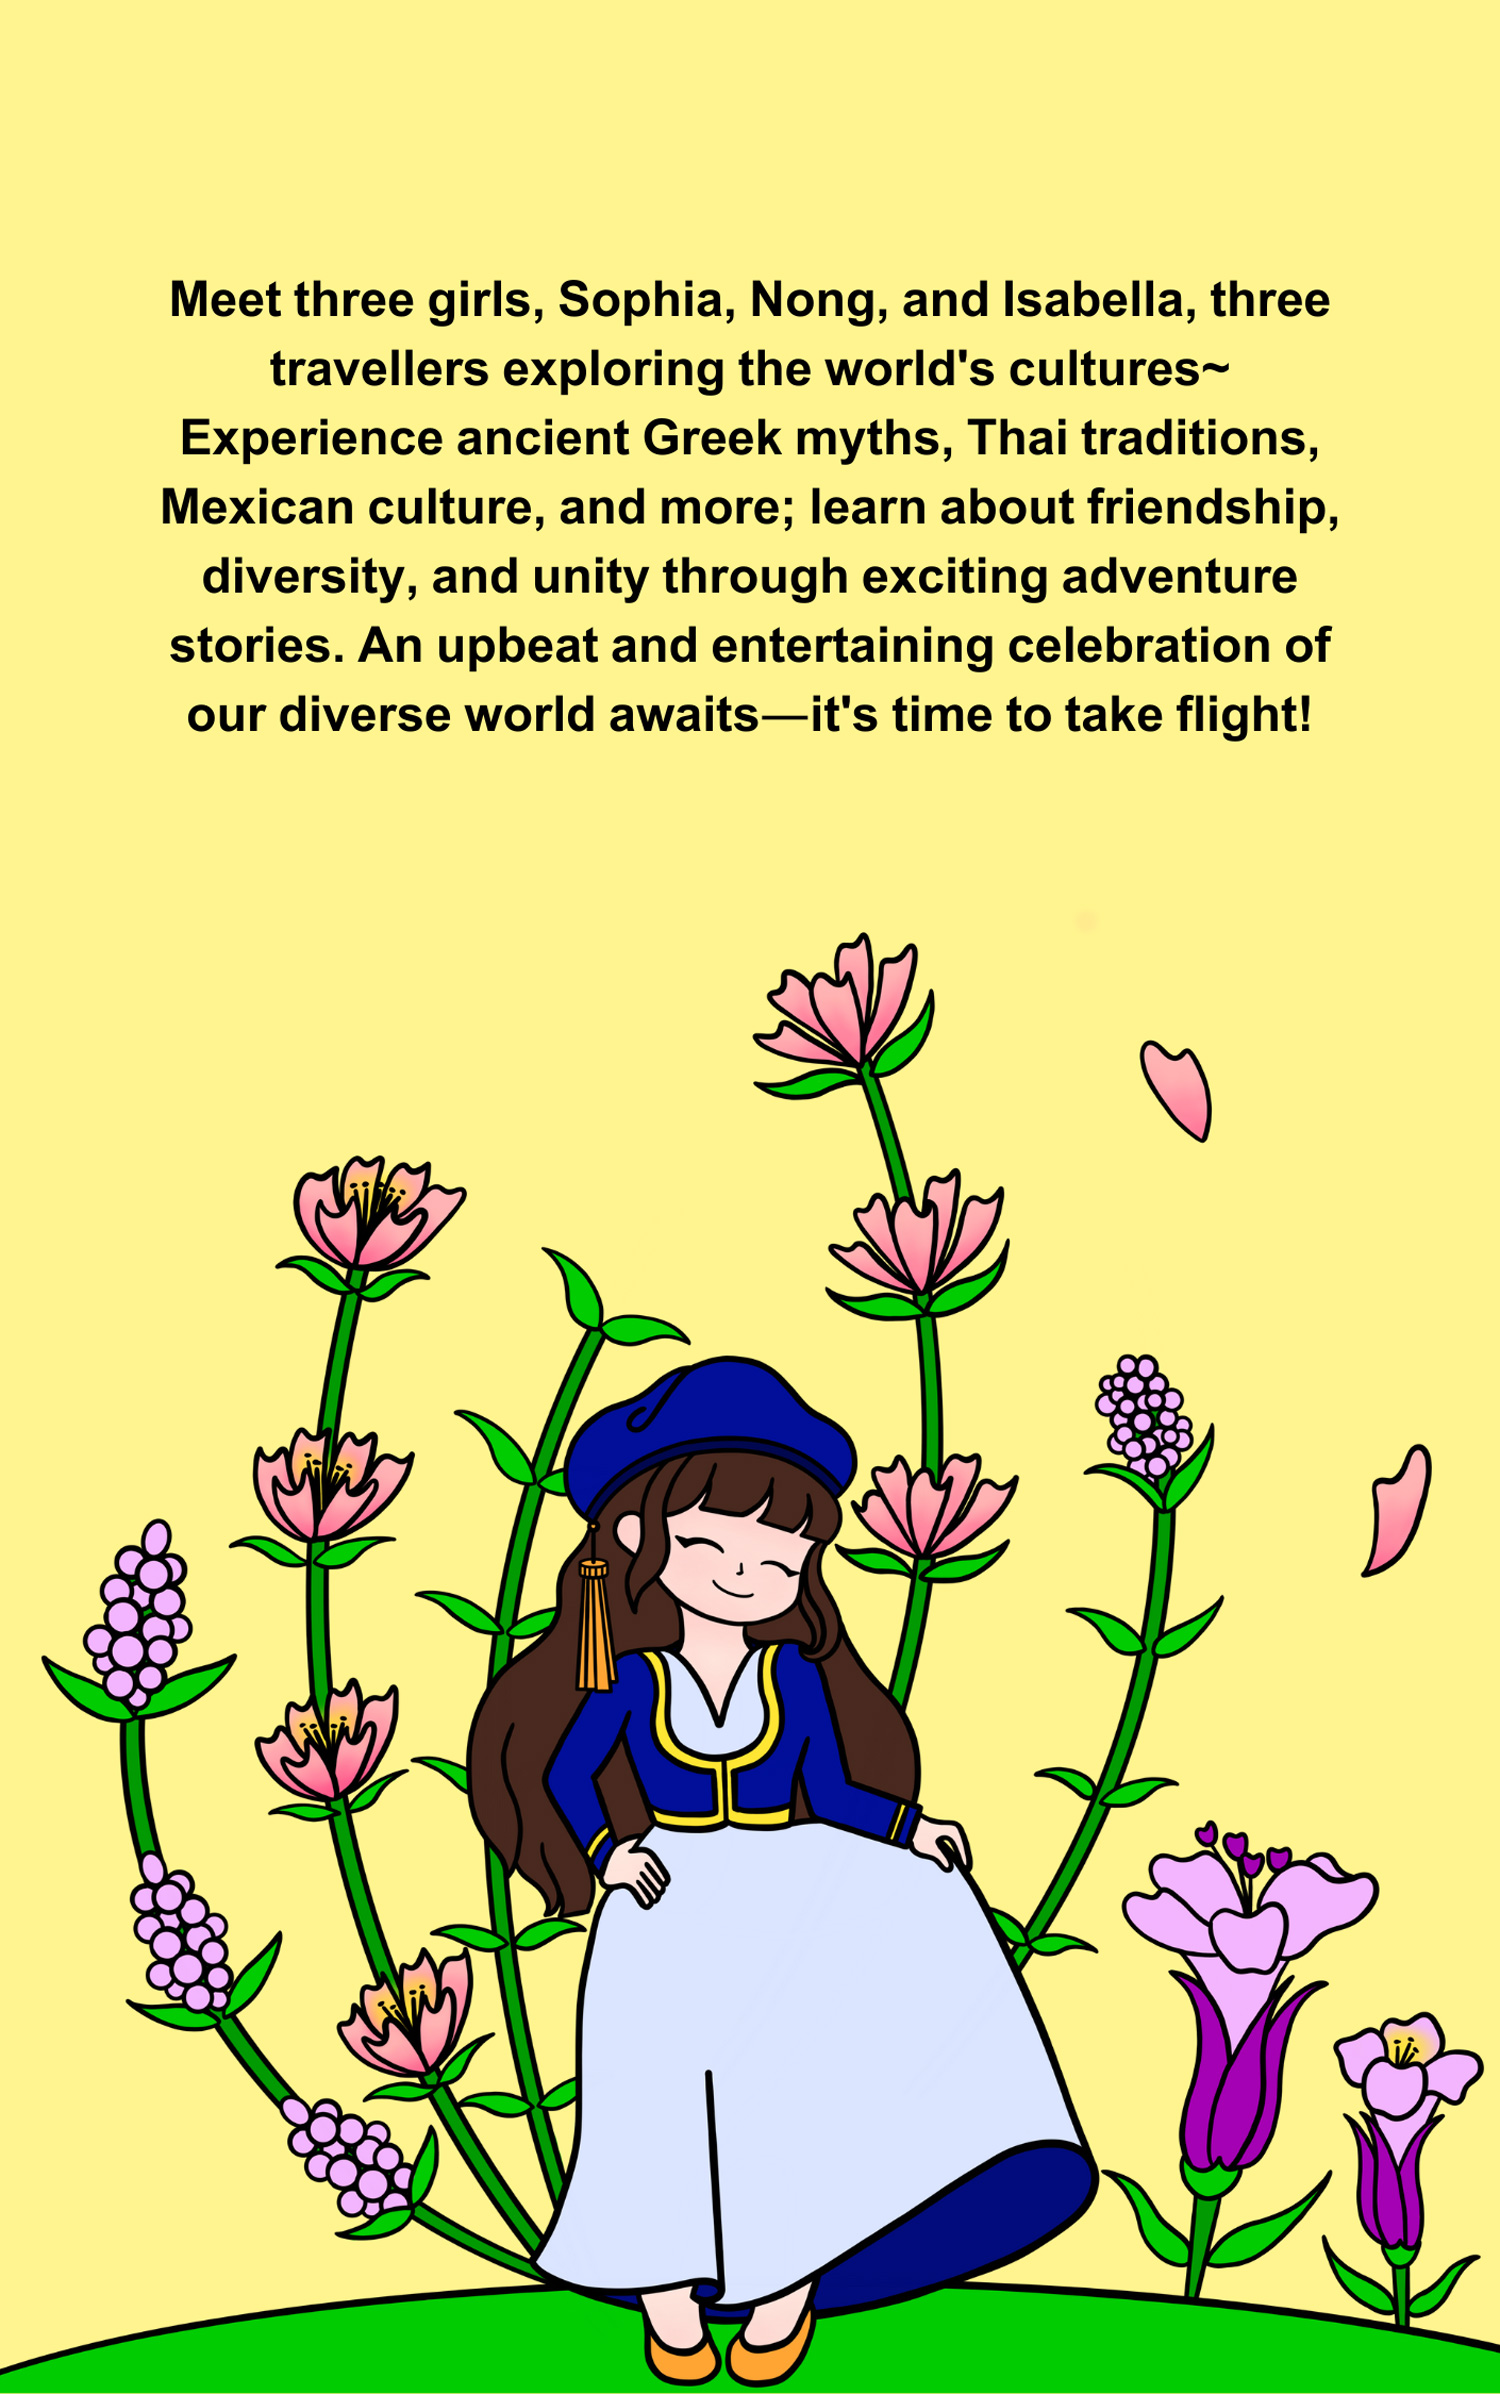 Meet three girls, Sophia, Nong, and Isabella, three
travellers exploring the world's cultures~
Experience ancient Greek myths, Thai traditions,
Mexican culture, and more; learn about friendship,
diversity, and unity through exciting adventure
stories. An upbeat and entertaining celebration of
our diverse world awaits—it's time to take flight!